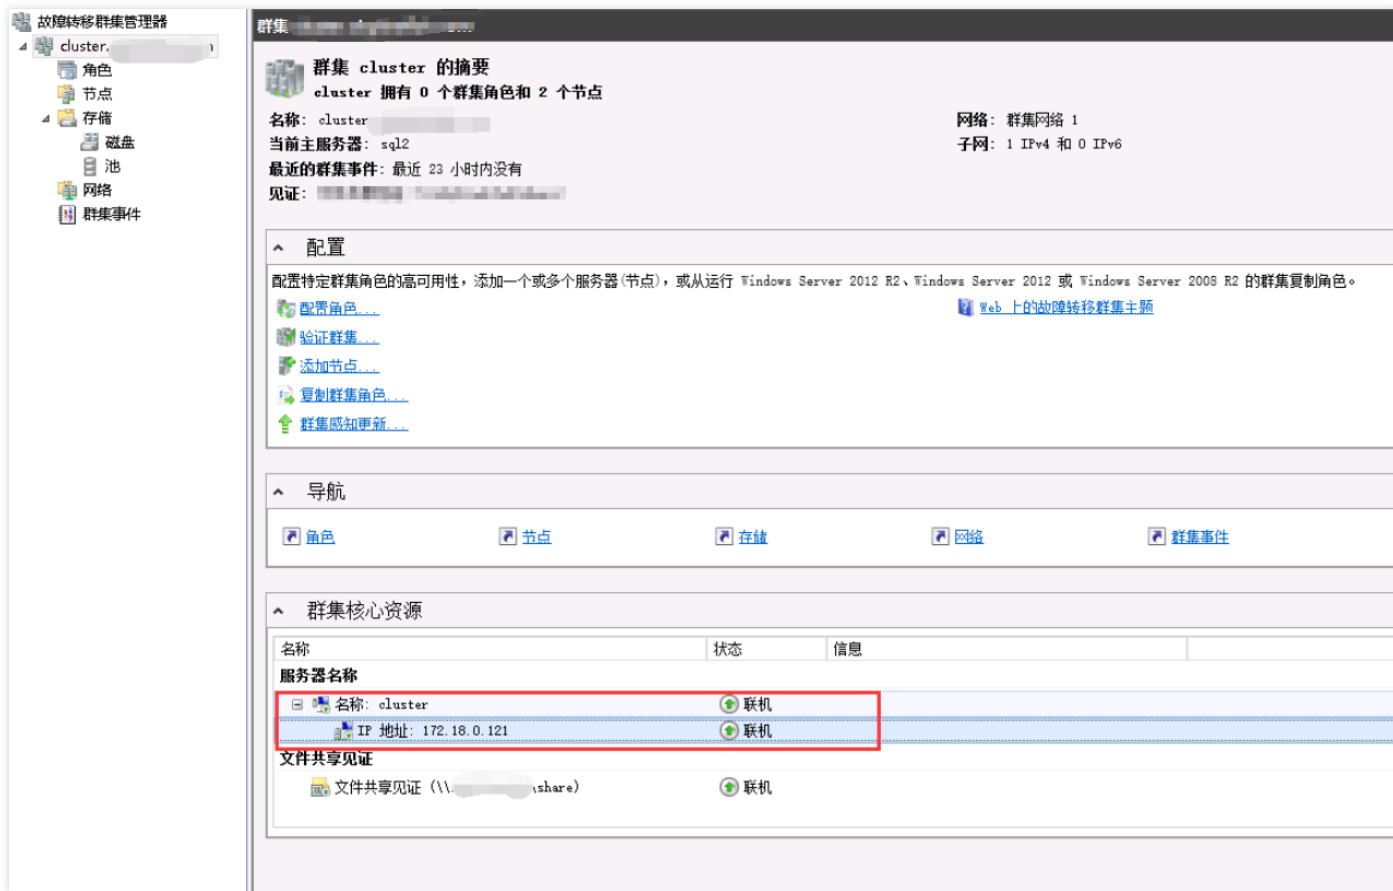 故障转移群集管理器
cluster.
角色
节点
存储
磁盘
池
网络
群集事件
群集
群集 cluster 的摘要
cluster 拥有 0 个群集角色和 2 个节点
名称： cluster
网络： 群集网络 1
当前主服务器： sql2
子网： 1 IPv4 和 0 IPv6
最近的群集事件：最近 23 小时内没有
见证：
配置
配置特定群集角色的高可用性，添加一个或多个服务器(节点)，或从运行 Windows Server 2012 R2、Windows Server 2012 或 Windows Server 2008 R2 的群集复制角色。
配置角色...
Web 上的故障转移群集主题
验证群集...
添加节点...
复制群集角色...
群集感知更新...
导航
角色 节点 存储 网络 群集事件
群集核心资源
名称 状态 信息
服务器名称
名称: cluster 联机
IP 地址: 172.18.0.121 联机
文件共享见证
文件共享见证 (\\ \share) 联机